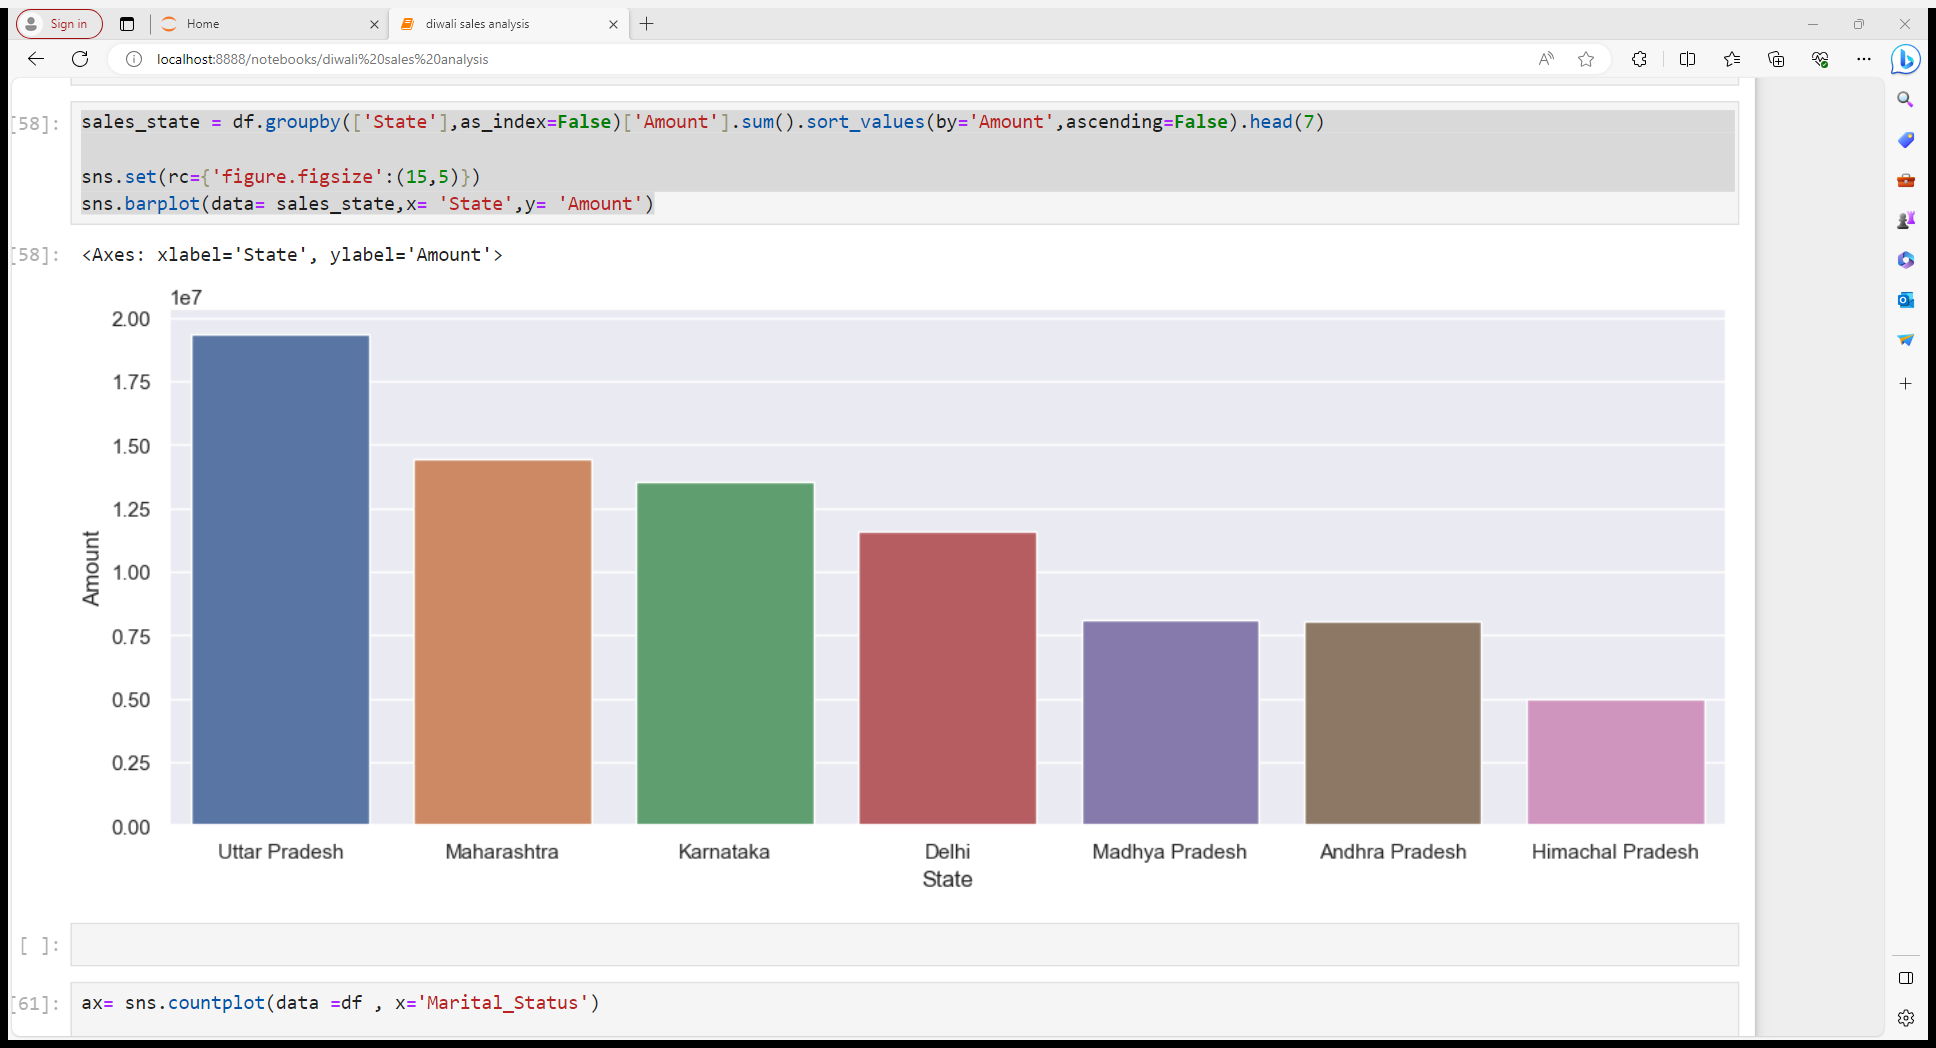 Sign in
Home
diwali sales analysis
localhost:8888/notebooks/diwali%20sales%20analysis
[58]: sales_state = df.groupby(['State'],as_index=False)['Amount'].sum().sort_values(by='Amount',ascending=False).head(7)
sns.set(rc={'figure.figsize':(15,5)})
sns.barplot(data= sales_state,x= 'State',y= 'Amount')
[58]: <Axes: xlabel='State', ylabel='Amount'>
1e7
2.00
1.75
1.50
1.25
1.00
0.75
0.50
0.25
0.00
Amount
Uttar Pradesh Maharashtra Karnataka Delhi Madhya Pradesh Andhra Pradesh Himachal Pradesh
State
[ ]:
[61]: ax= sns.countplot(data =df , x='Marital_Status')